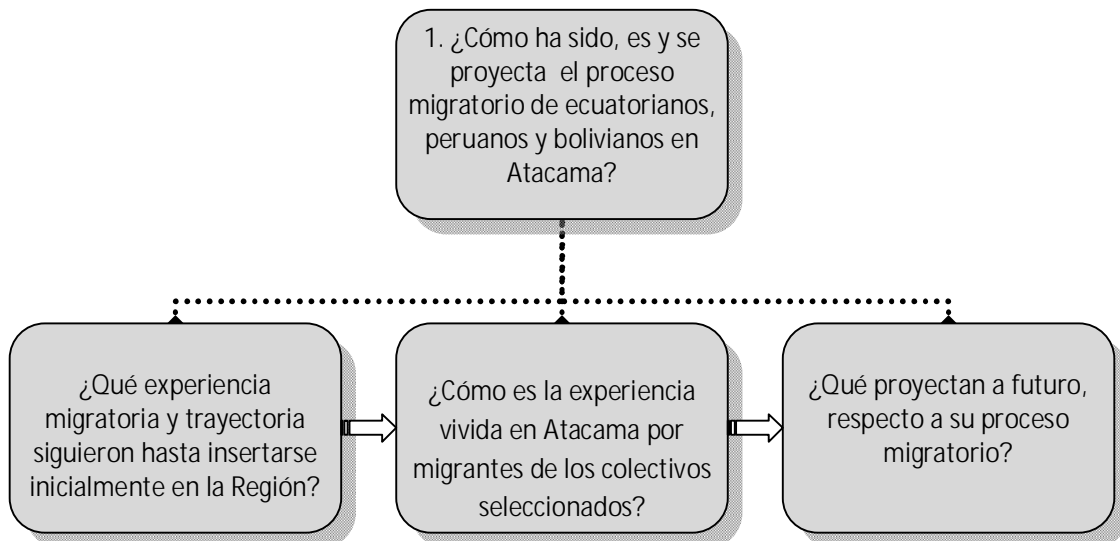 1. ¿Cómo ha sido, es y se
proyecta el proceso
migratorio de ecuatorianos,
peruanos y bolivianos en
Atacama?
¿Qué experiencia
migratoria y trayectoria
siguieron hasta insertarse
inicialmente en la Región?
¿Cómo es la experiencia
vivida en Atacama por
migrantes de los colectivos
seleccionados?
¿Qué proyectan a futuro,
respecto a su proceso
migratorio?